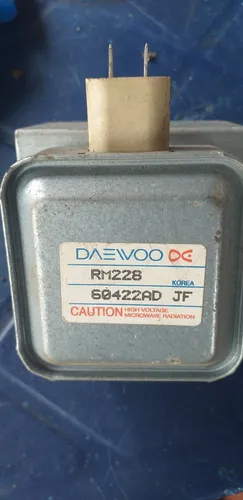 DAEWOO
RM228
KOREA
60422AD JF
CAUTION HIGH VOLTAGE
MICROWAVE RADIATION